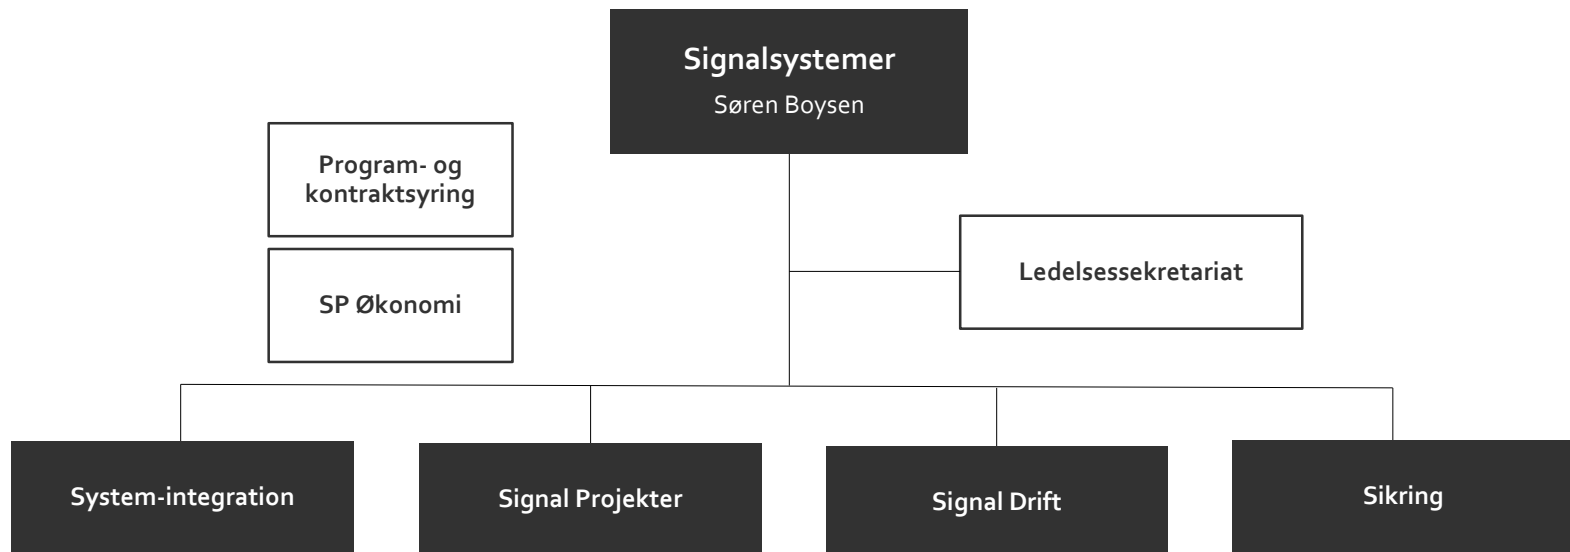 Signalsystemer
Søren Boysen
Program- og
kontraktsyring
SP Økonomi
Ledelsessekretariat
System-integration
Signal Projekter
Signal Drift
Sikring